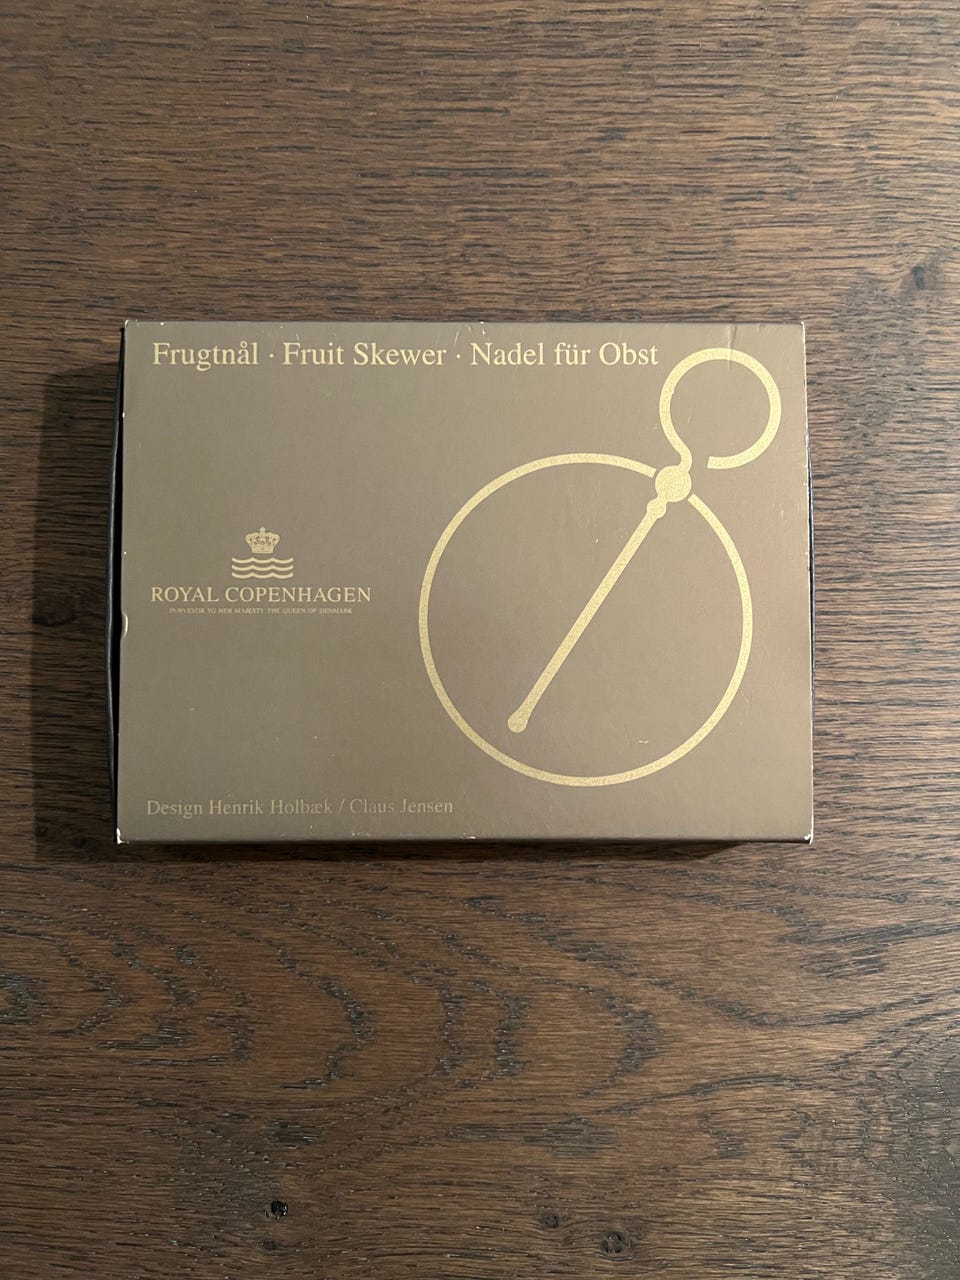 Frugtnål · Fruit Skewer · Nadel für Obst
ROYAL COPENHAGEN
PURVEYOR TO HER MAJESTY THE QUEEN OF DENMARK
Design Henrik Holbæk / Claus Jensen